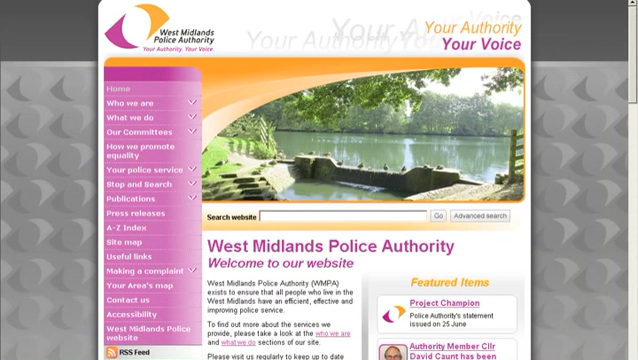 West Midlands
Police Authority
Your Authority. Your Voice.
Your Authority Your Voice
Your Authority
Your Voice
Home
Who we are
What we do
Our Committees
How we promote
equality
Your police service
Stop and Search
Publications
Press releases
A-Z Index
Site map
Useful links
Making a complaint
Your Area's map
Contact us
Accessibility
West Midlands Police
website
RSS Feed
Search website
Go
Advanced search
West Midlands Police Authority
Welcome to our website
West Midlands Police Authority (WMPA)
exists to ensure that all people who live in the
West Midlands have an efficient, effective and
improving police service.
To find out more about the services we
provide, please take a look at the who we are
and what we do sections of our site.
Please visit us regularly to keep up to date
Featured Items
Project Champion
Police Authority's statement
issued on 25 June
Authority Member Cllr
David Caunt has been